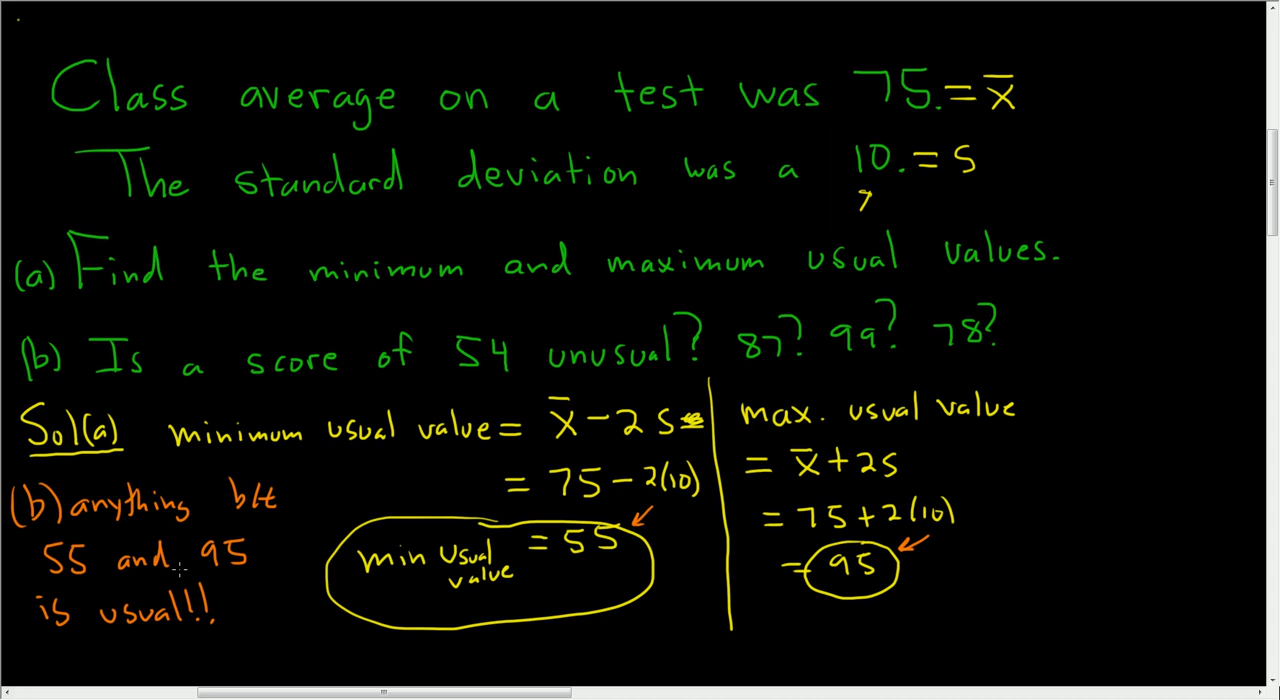 Class average on a test was 75. = x̄
The standard deviation was a 10. = s
(a) Find the minimum and maximum usual values.
(b) Is a score of 54 unusual? 87? 99? 78?
Sol(a) minimum usual value = x̄ - 2s
= 75 - 2(10)
min usual value = 55
max. usual value
= x̄ + 2s
= 75 + 2(10)
= 95
(b) anything b/t
55 and 95
is usual!!